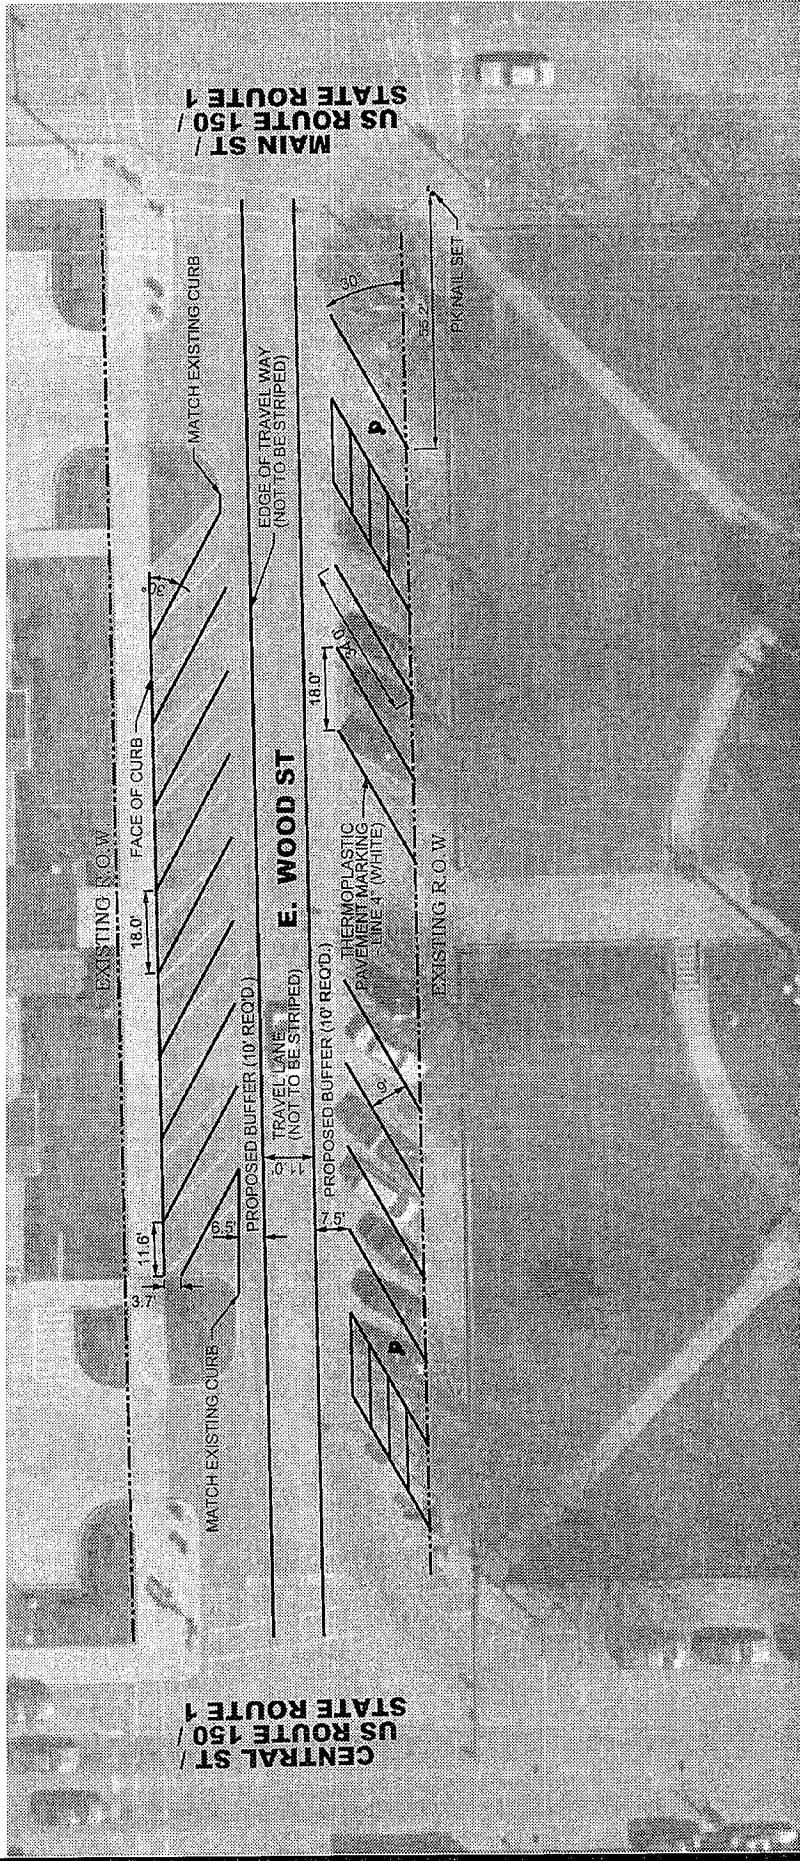 MAIN ST /
US ROUTE 150 /
STATE ROUTE 1
MATCH EXISTING CURB
EDGE OF TRAVEL WAY
(NOT TO BE STRIPED)
30°
FACE OF CURB
EXISTING R.O.W
18.0'
11.6'
3.7'
6.5'
MATCH EXISTING CURB
PROPOSED BUFFER (10' REQ'D.)
TRAVEL LANE
(NOT TO BE STRIPED)
E. WOOD ST
PROPOSED BUFFER (10' REQ'D.)
7.5'
THERMOPLASTIC
PAVEMENT MARKING
- LINE 4" (WHITE)
EXISTING R.O.W
18.0'
9'
30°
55.2'
PK NAIL SET
CENTRAL ST /
US ROUTE 150 /
STATE ROUTE 1